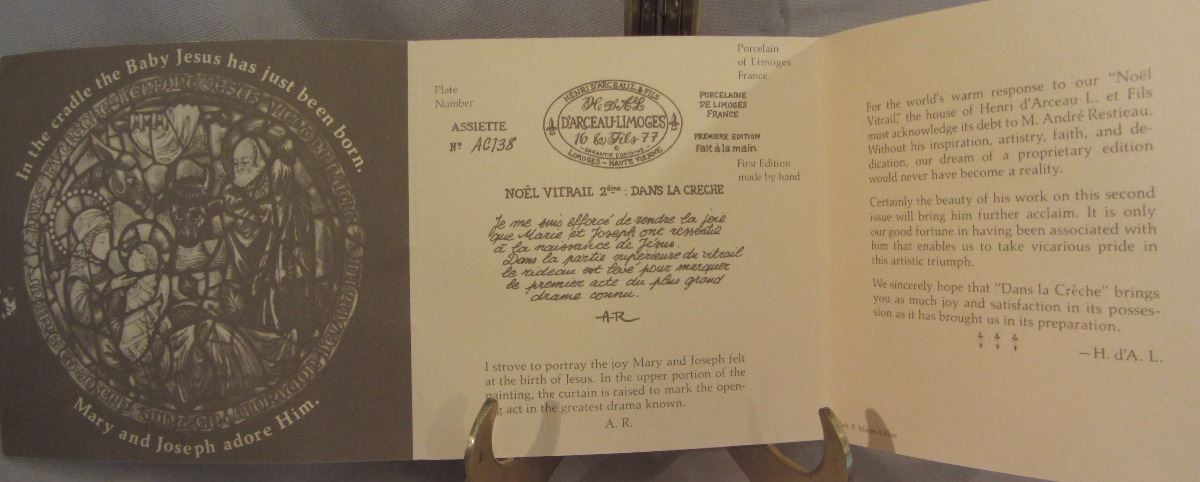 In the cradle the Baby Jesus has just been born.
Mary and Joseph adore Him.
Plate
Number
ASSIETTE
Nº AC138
HENRI D'ARCEAU L. & FILS
H D'A L
D'ARCEAU-LIMOGES
16 & Fils 77
GARANTIE D'ORIGINE
LIMOGES - HAUTE VIENNE
Porcelain
of Limoges
France
PORCELAINE
DE LIMOGES
FRANCE
PREMIERE EDITION
Fait à la main
First Edition
made by hand
NOËL VITRAIL 2ème : DANS LA CRECHE
Je me suis efforcé de rendre la joie
que Marie et Joseph ont ressentie
à la naissance de Jésus.
Dans la partie supérieure du vitrail
le rideau est levé pour marquer
le premier acte du plus grand
drame connu.
A-R
I strove to portray the joy Mary and Joseph felt
at the birth of Jesus. In the upper portion of the
painting, the curtain is raised to mark the open-
ng act in the greatest drama known.
A. R.
For the world's warm response to our "Noël
Vitrail," the house of Henri d'Arceau L. et Fils
must acknowledge its debt to M. André Restieau.
Without his inspiration, artistry, faith, and de-
dication, our dream of a proprietary edition
would never have become a reality.
Certainly the beauty of his work on this second
issue will bring him further acclaim. It is only
our good fortune in having been associated with
him that enables us to take vicarious pride in
this artistic triumph.
We sincerely hope that "Dans la Crèche" brings
you as much joy and satisfaction in its posses-
sion as it has brought us in its preparation.
—H. d'A. L.